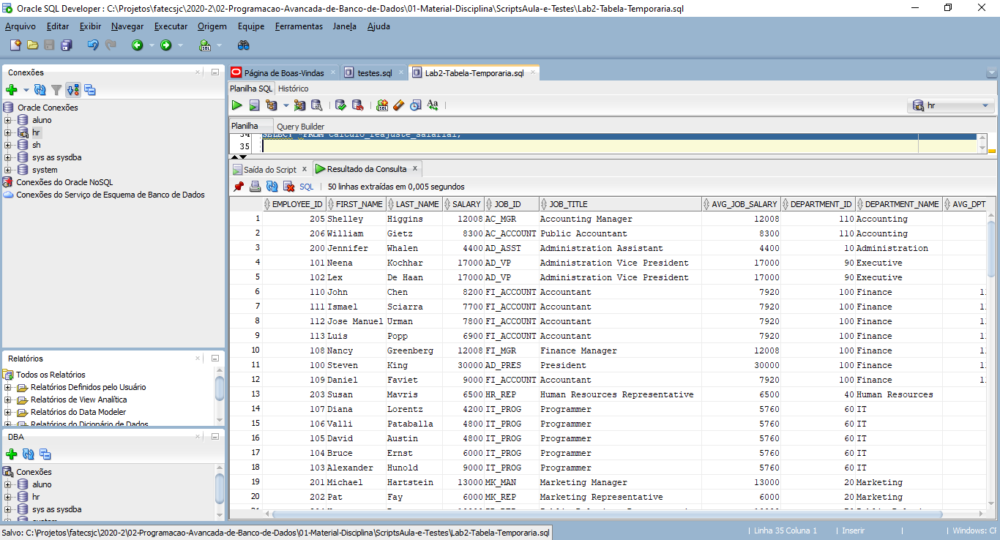 Oracle SQL Developer : C:\Projetos\fatecsjc\2020-2\02-Programacao-Avancada-de-Banco-de-Dados\01-Material-Disciplina\ScriptsAula-e-Testes\Lab2-Tabela-Temporaria.sql
Arquivo Editar Exibir Navegar Executar Origem Equipe Ferramentas Janela Ajuda
Conexões
Oracle Conexões
aluno
hr
sh
sys as sysdba
system
Conexões do Oracle NoSQL
Conexões do Serviço de Esquema de Banco de Dados
Relatórios
Todos os Relatórios
Relatórios Definidos pelo Usuário
Relatórios de View Analítica
Relatórios do Data Modeler
Relatórios do Dicionário de Dados
DBA
Conexões
aluno
hr
sys as sysdba
system
Página de Boas-Vindas testes.sql Lab2-Tabela-Temporaria.sql
Planilha SQL Histórico
hr
Planilha Query Builder
34 SELECT *FROM calculo_reajuste_salarial;
35
Saída do Script x Resultado da Consulta x
SQL 50 linhas extraídas em 0,005 segundos
EMPLOYEE_ID FIRST_NAME LAST_NAME SALARY JOB_ID JOB_TITLE AVG_JOB_SALARY DEPARTMENT_ID DEPARTMENT_NAME AVG_DPT
1 205 Shelley Higgins 12008 AC_MGR Accounting Manager 12008 110 Accounting
2 206 William Gietz 8300 AC_ACCOUNT Public Accountant 8300 110 Accounting
3 200 Jennifer Whalen 4400 AD_ASST Administration Assistant 4400 10 Administration
4 101 Neena Kochhar 17000 AD_VP Administration Vice President 17000 90 Executive
5 102 Lex De Haan 17000 AD_VP Administration Vice President 17000 90 Executive
6 110 John Chen 8200 FI_ACCOUNT Accountant 7920 100 Finance 11
7 111 Ismael Sciarra 7700 FI_ACCOUNT Accountant 7920 100 Finance 11
8 112 Jose Manuel Urman 7800 FI_ACCOUNT Accountant 7920 100 Finance 11
9 113 Luis Popp 6900 FI_ACCOUNT Accountant 7920 100 Finance 11
10 108 Nancy Greenberg 12008 FI_MGR Finance Manager 12008 100 Finance 11
11 100 Steven King 30000 AD_PRES President 30000 100 Finance 11
12 109 Daniel Faviet 9000 FI_ACCOUNT Accountant 7920 100 Finance 11
13 203 Susan Mavris 6500 HR_REP Human Resources Representative 6500 40 Human Resources
14 107 Diana Lorentz 4200 IT_PROG Programmer 5760 60 IT
15 106 Valli Pataballa 4800 IT_PROG Programmer 5760 60 IT
16 105 David Austin 4800 IT_PROG Programmer 5760 60 IT
17 104 Bruce Ernst 6000 IT_PROG Programmer 5760 60 IT
18 103 Alexander Hunold 9000 IT_PROG Programmer 5760 60 IT
19 201 Michael Hartstein 13000 MK_MAN Marketing Manager 13000 20 Marketing
20 202 Pat Fay 6000 MK_REP Marketing Representative 6000 20 Marketing
Salvo: C:\Projetos\fatecsjc\2020-2\02-Programacao-Avancada-de-Banco-de-Dados\01-Material-Disciplina\ScriptsAula-e-Testes\Lab2-Tabela-Temporaria.sql
Linha 35 Coluna 1 Inserir Windows: CF